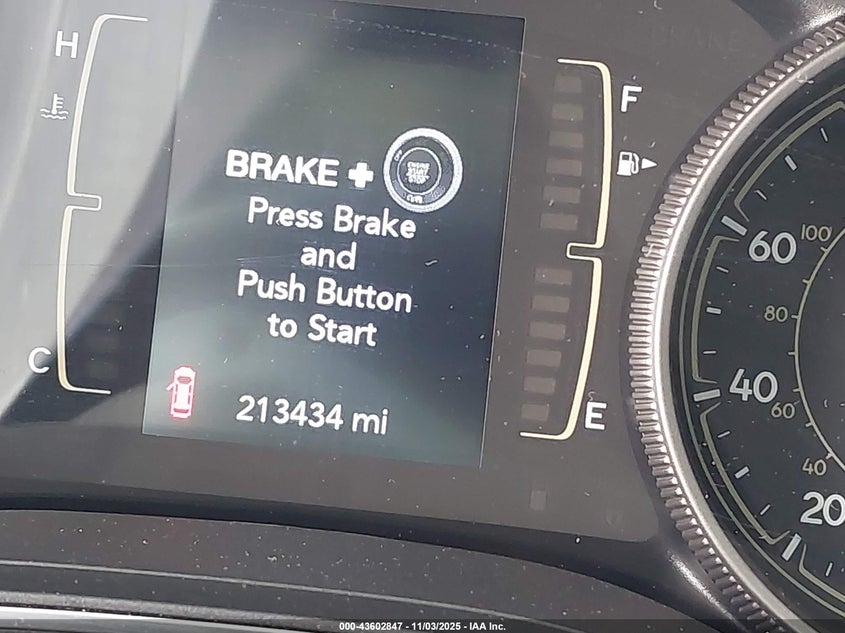 H
F
BRAKE +
ENGINE
START
STOP
Press Brake
and
Push Button
to Start
C
213434 mi
E
60
100
80
40
60
40
20
000-43602847 - 11/03/2025 - IAA Inc.